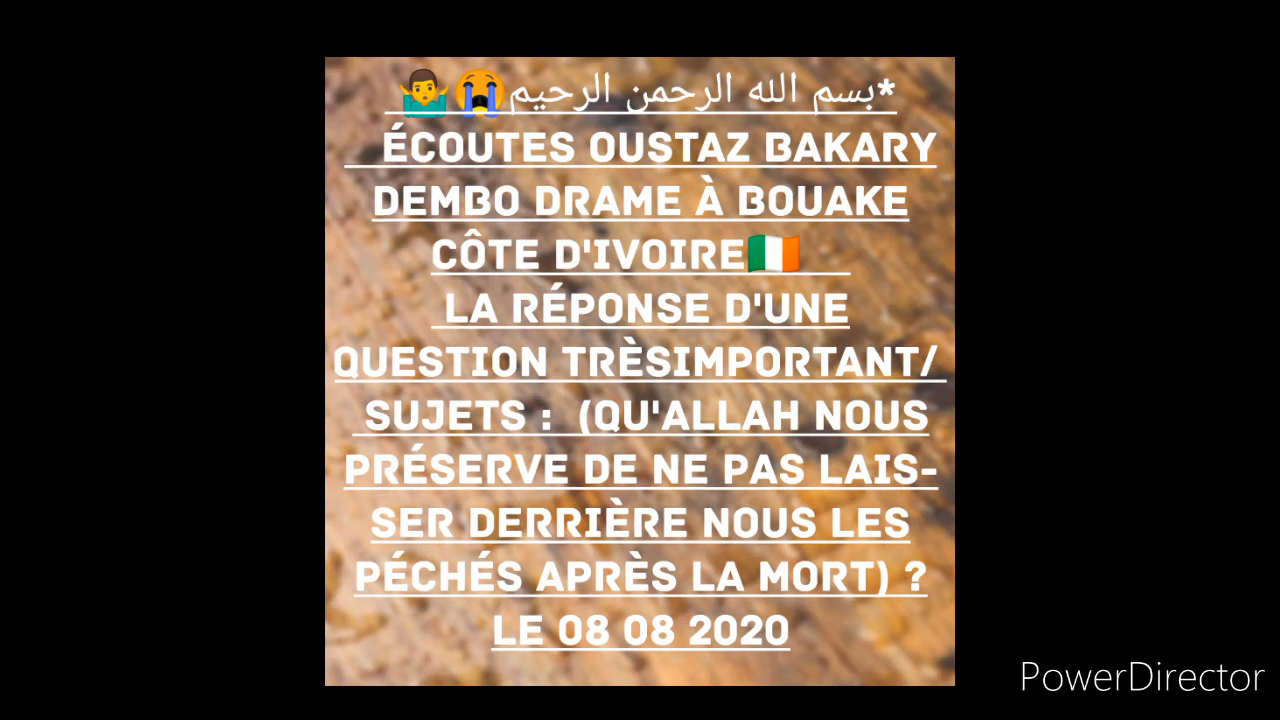 *بسم الله الرحمن الرحيم😭🤷‍♂️
ÉCOUTES OUSTAZ BAKARY
DEMBO DRAME À BOUAKE
CÔTE D'IVOIRE🇮🇪
LA RÉPONSE D'UNE
QUESTION TRÈSIMPORTANT/
SUJETS : (QU'ALLAH NOUS
PRÉSERVE DE NE PAS LAIS-
SER DERRIÈRE NOUS LES
PÉCHÉS APRÈS LA MORT) ?
LE 08 08 2020
PowerDirector